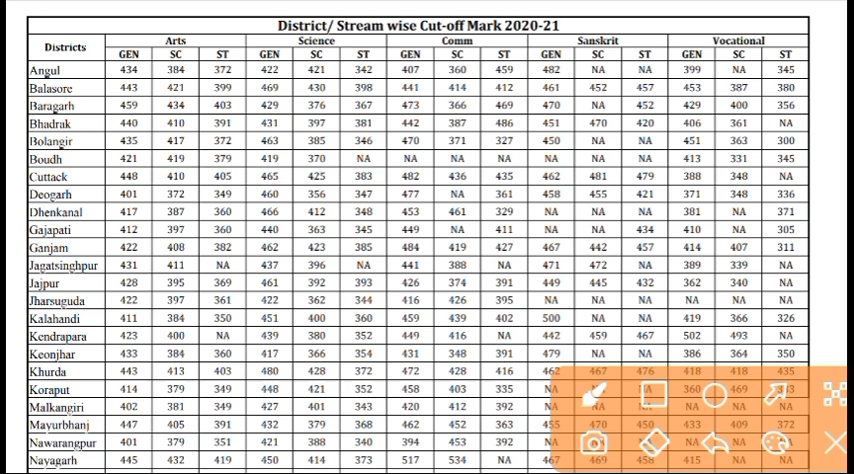 District/ Stream wise Cut-off Mark 2020-21
Districts Arts Science Comm Sanskrit Vocational
GEN SC ST GEN SC ST GEN SC ST GEN SC ST GEN SC ST
Angul 434 384 372 422 421 342 407 360 459 482 NA NA 399 NA 345
Balasore 443 421 399 469 430 398 441 414 412 461 452 457 453 387 380
Baragarh 459 434 403 429 376 367 473 366 469 470 NA 452 429 400 356
Bhadrak 440 410 391 431 397 381 442 387 486 451 470 420 406 361 NA
Bolangir 435 417 372 463 385 346 470 371 327 450 NA NA 451 363 300
Boudh 421 419 379 419 370 NA NA NA NA NA NA NA 413 331 345
Cuttack 448 410 405 465 425 383 482 436 435 462 481 479 388 348 NA
Deogarh 401 372 349 460 356 347 477 NA 361 458 455 421 371 348 336
Dhenkanal 417 387 360 466 412 348 453 461 329 NA NA NA 381 NA 371
Gajapati 412 397 360 440 363 345 449 NA 411 NA NA 434 410 NA 305
Ganjam 422 408 382 462 423 385 484 419 427 467 442 457 414 407 311
Jagatsinghpur 431 411 NA 437 396 NA 441 388 NA 471 472 NA 389 339 NA
Jajpur 428 395 369 461 392 393 426 374 391 449 445 432 362 340 NA
Jharsuguda 422 397 361 422 362 344 416 426 395 NA NA NA NA NA NA
Kalahandi 411 384 350 451 400 360 459 439 402 500 NA NA 419 366 326
Kendrapara 423 400 NA 439 380 352 449 416 NA 442 459 467 502 493 NA
Keonjhar 433 384 360 417 366 354 431 348 391 479 NA NA 386 364 350
Khurda 443 413 403 480 428 372 472 428 416 462 467 476 418 418 435
Koraput 414 379 349 448 421 352 458 403 335 NA 360 469
Malkangiri 402 381 349 427 401 343 420 412 392 NA NA NA NA
Mayurbhanj 447 405 391 432 379 368 462 452 363 455 470 450 433 409 372
Nawarangpur 401 379 351 421 388 340 394 453 392 NA NA
Nayagarh 445 432 419 450 414 373 517 534 NA 467 469 458 415 NA NA